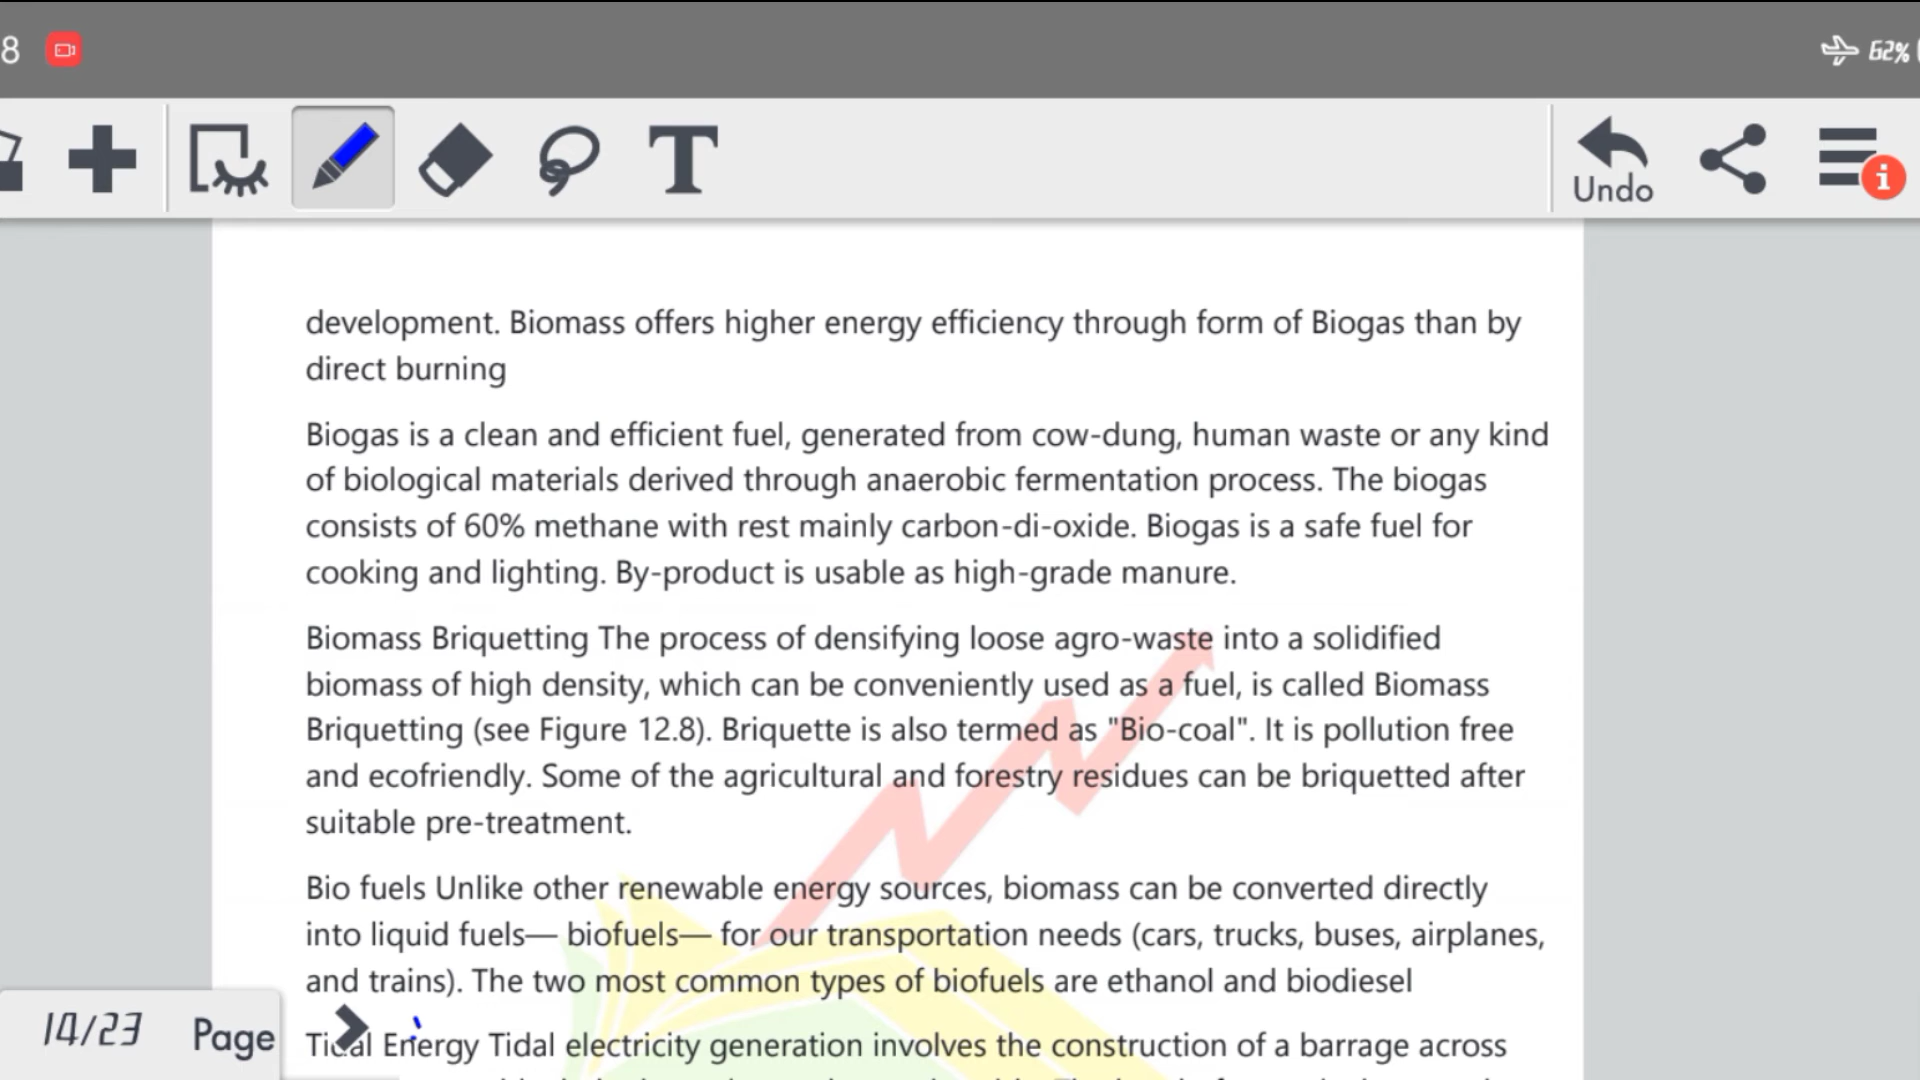 8
62%
T
Undo
i
development. Biomass offers higher energy efficiency through form of Biogas than by
direct burning
Biogas is a clean and efficient fuel, generated from cow-dung, human waste or any kind
of biological materials derived through anaerobic fermentation process. The biogas
consists of 60% methane with rest mainly carbon-di-oxide. Biogas is a safe fuel for
cooking and lighting. By-product is usable as high-grade manure.
Biomass Briquetting The process of densifying loose agro-waste into a solidified
biomass of high density, which can be conveniently used as a fuel, is called Biomass
Briquetting (see Figure 12.8). Briquette is also termed as "Bio-coal". It is pollution free
and ecofriendly. Some of the agricultural and forestry residues can be briquetted after
suitable pre-treatment.
Bio fuels Unlike other renewable energy sources, biomass can be converted directly
into liquid fuels— biofuels— for our transportation needs (cars, trucks, buses, airplanes,
and trains). The two most common types of biofuels are ethanol and biodiesel
14/23 Page
Tidal Energy Tidal electricity generation involves the construction of a barrage across